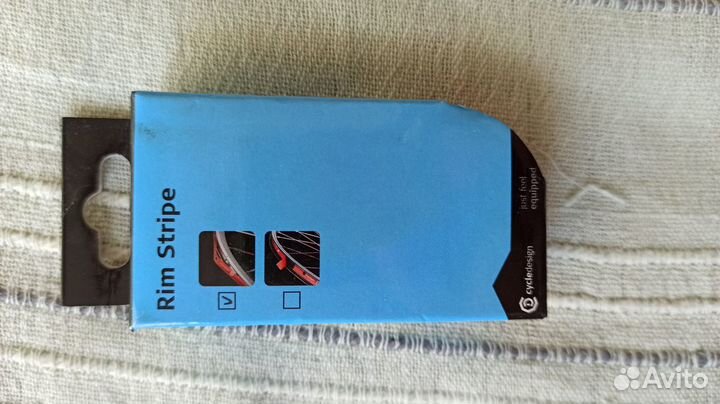 Rim Stripe
V
just feel
equipped
cycledesign
Avito